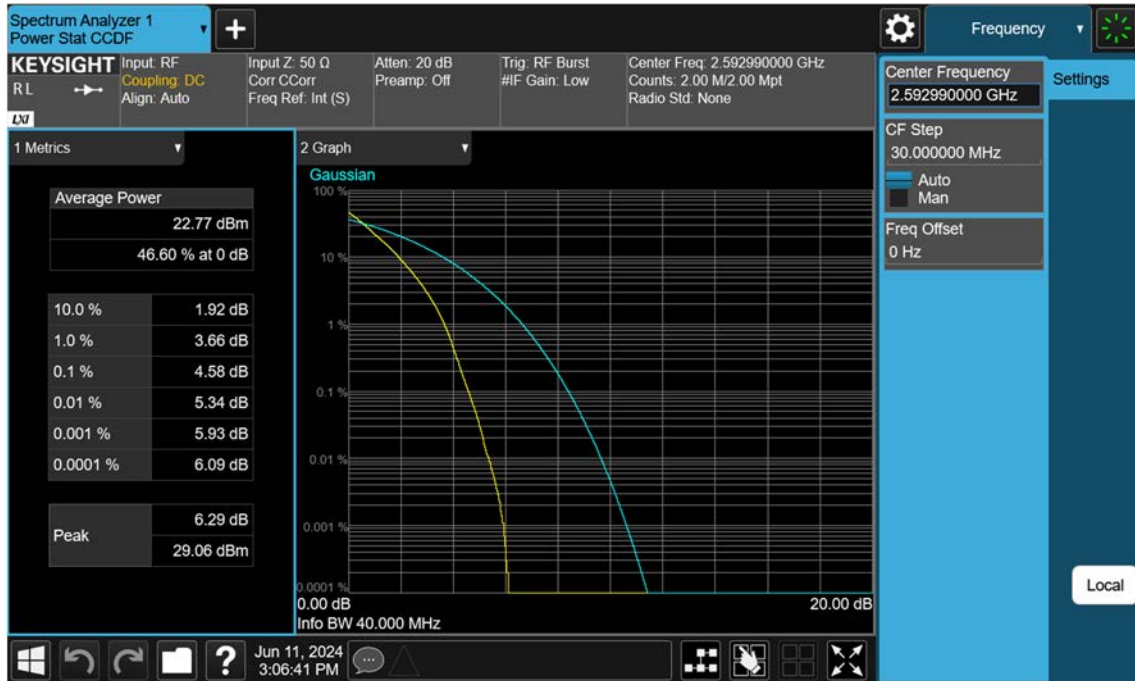 Spectrum Analyzer 1
Power Stat CCDF
+
Frequency
KEYSIGHT
RL
LXI
Input: RF
Coupling: DC
Align: Auto
Input Z: 50 Ω
Corr CCorr
Freq Ref: Int (S)
Atten: 20 dB
Preamp: Off
Trig: RF Burst
#IF Gain: Low
Center Freq: 2.592990000 GHz
Counts: 2.00 M/2.00 Mpt
Radio Std: None
Center Frequency
2.592990000 GHz
Settings
CF Step
30.000000 MHz
Auto
Man
Freq Offset
0 Hz
1 Metrics
Average Power
22.77 dBm
46.60 % at 0 dB
10.0 % 1.92 dB
1.0 % 3.66 dB
0.1 % 4.58 dB
0.01 % 5.34 dB
0.001 % 5.93 dB
0.0001 % 6.09 dB
Peak
6.29 dB
29.06 dBm
2 Graph
Gaussian
100 %
10 %
1 %
0.1 %
0.01 %
0.001 %
0.0001 %
0.00 dB 20.00 dB
Info BW 40.000 MHz
Local
?
Jun 11, 2024
3:06:41 PM